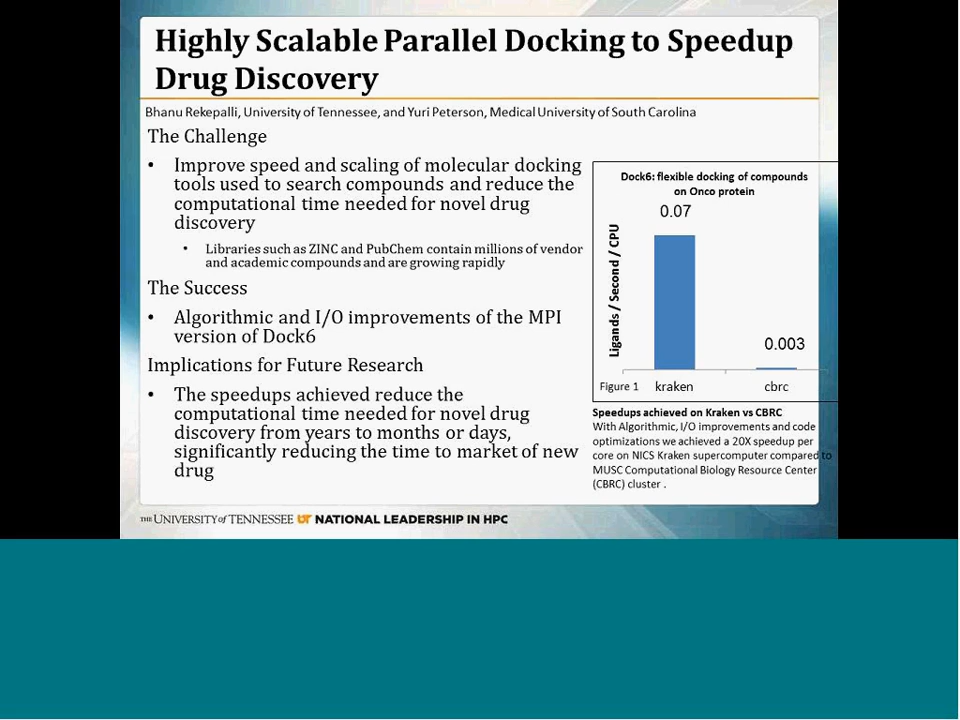 Highly Scalable Parallel Docking to Speedup
Drug Discovery
Bhanu Rekepalli, University of Tennessee, and Yuri Peterson, Medical University of South Carolina
The Challenge
• Improve speed and scaling of molecular docking
tools used to search compounds and reduce the
computational time needed for novel drug
discovery
• Libraries such as ZINC and PubChem contain millions of vendor
and academic compounds and are growing rapidly
The Success
• Algorithmic and I/O improvements of the MPI
version of Dock6
Implications for Future Research
• The speedups achieved reduce the
computational time needed for novel drug
discovery from years to months or days,
significantly reducing the time to market of new
drug
Dock6: flexible docking of compounds
on Onco protein
0.07
Ligands / Second / CPU
0.003
Figure 1 kraken cbrc
Speedups achieved on Kraken vs CBRC
With Algorithmic, I/O improvements and code
optimizations we achieved a 20X speedup per
core on NICS Kraken supercomputer compared to
MUSC Computational Biology Resource Center
(CBRC) cluster .
THE UNIVERSITY of TENNESSEE UT NATIONAL LEADERSHIP IN HPC